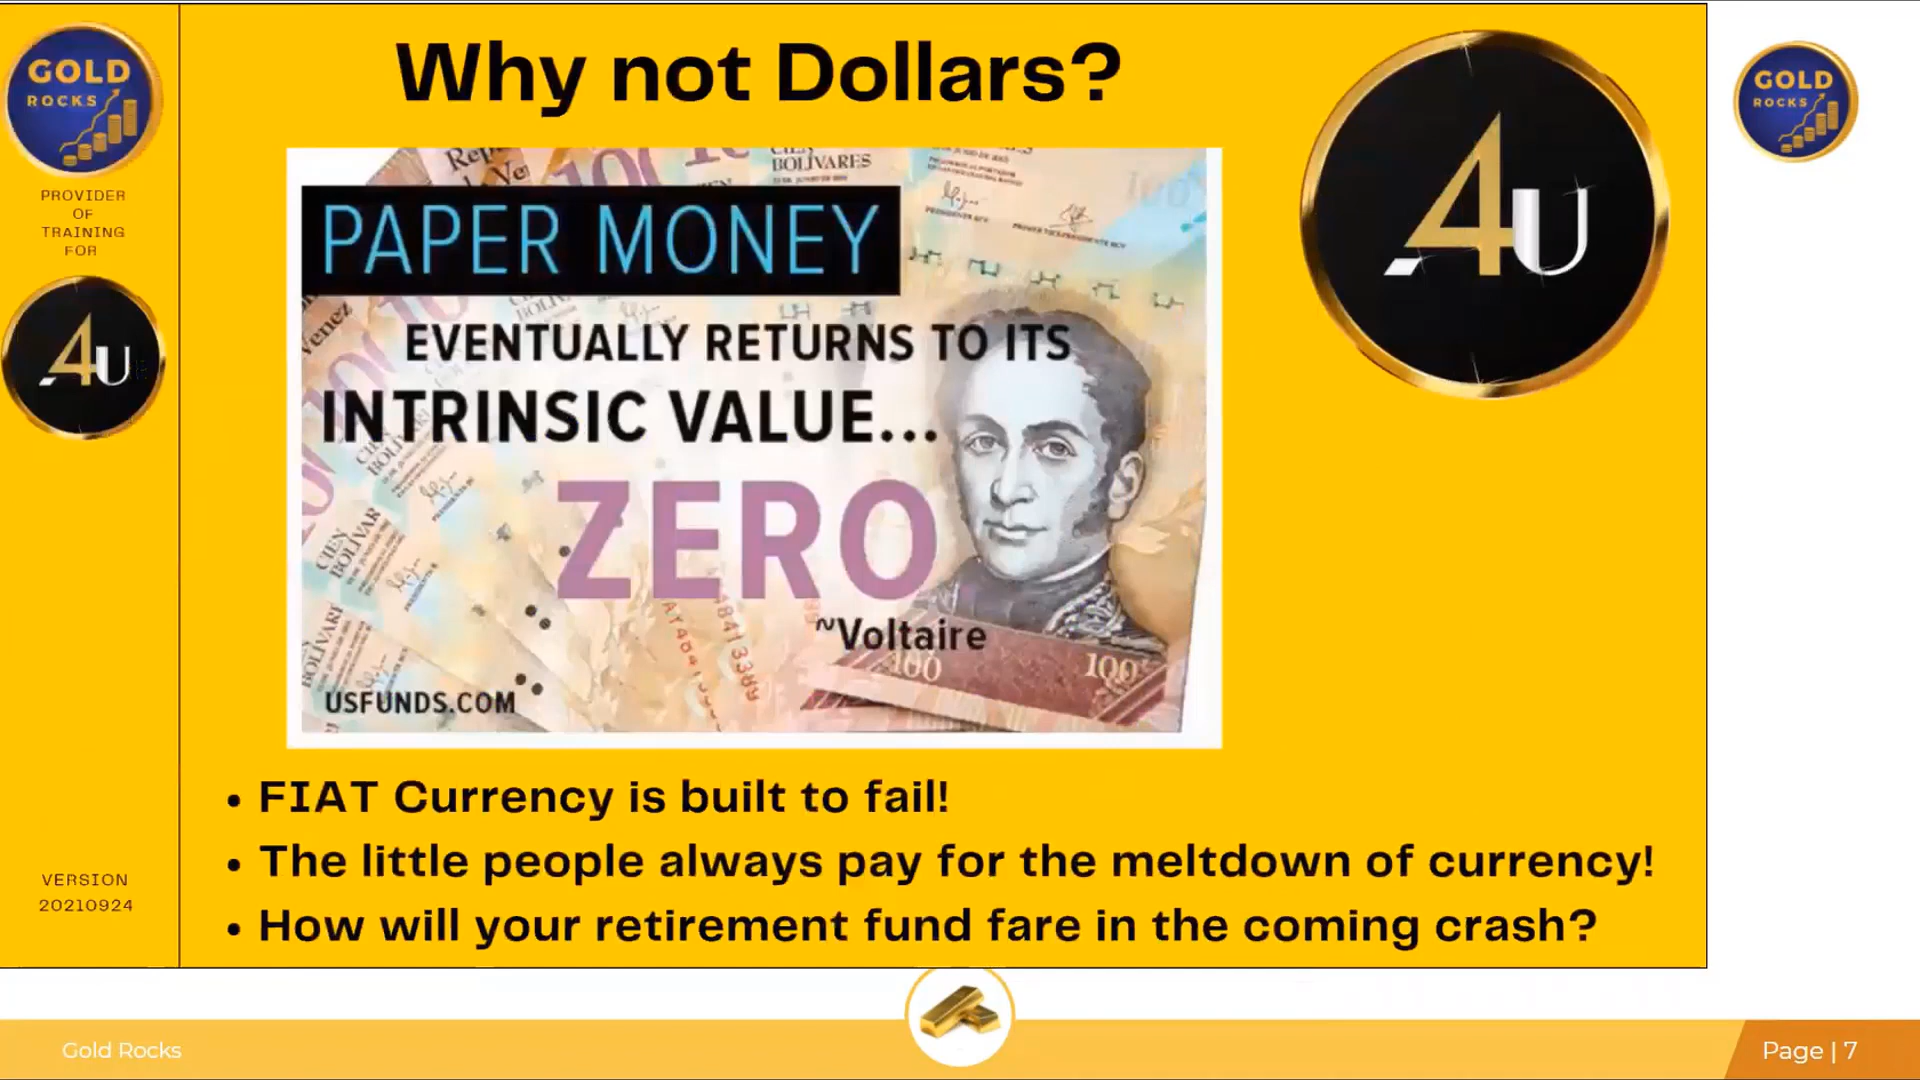 Why not Dollars?
GOLD
ROCKS
PROVIDER
OF
TRAINING
FOR
4U
VERSION
20210924
4U
GOLD
ROCKS
BOLÍVARES
PAPER MONEY
EVENTUALLY RETURNS TO ITS
INTRINSIC VALUE...
ZERO
~Voltaire
100
100
USFUNDS.COM
• FIAT Currency is built to fail!
• The little people always pay for the meltdown of currency!
• How will your retirement fund fare in the coming crash?
Gold Rocks
Page | 7